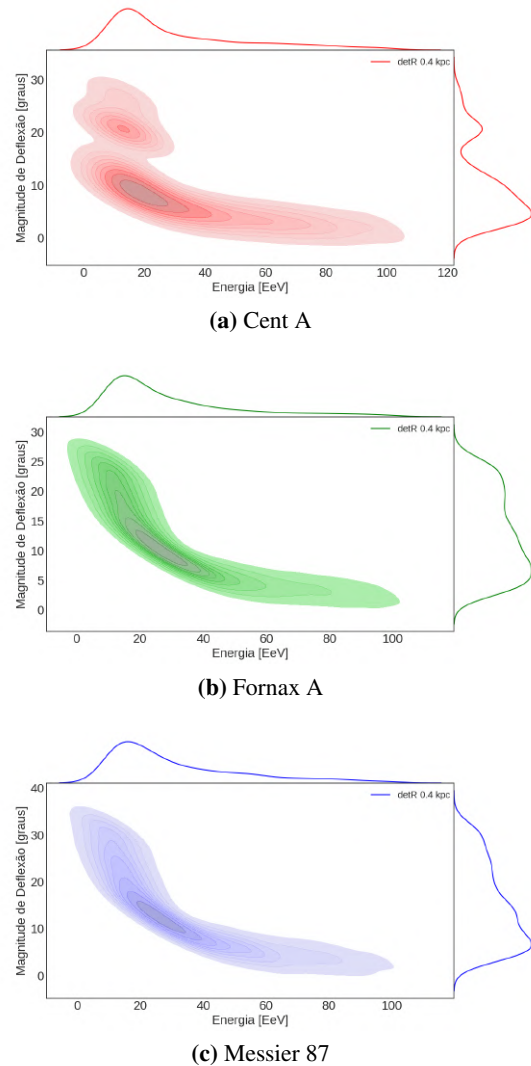 detR 0.4 kpc
Magnitude de Deflexão [graus]
30
20
10
0
0 20 40 60 80 100 120
Energia [EeV]
(a) Cent A
detR 0.4 kpc
Magnitude de Deflexão [graus]
30
25
20
15
10
5
0
0 20 40 60 80 100
Energia [EeV]
(b) Fornax A
detR 0.4 kpc
Magnitude de Deflexão [graus]
40
30
20
10
0
0 20 40 60 80 100
Energia [EeV]
(c) Messier 87